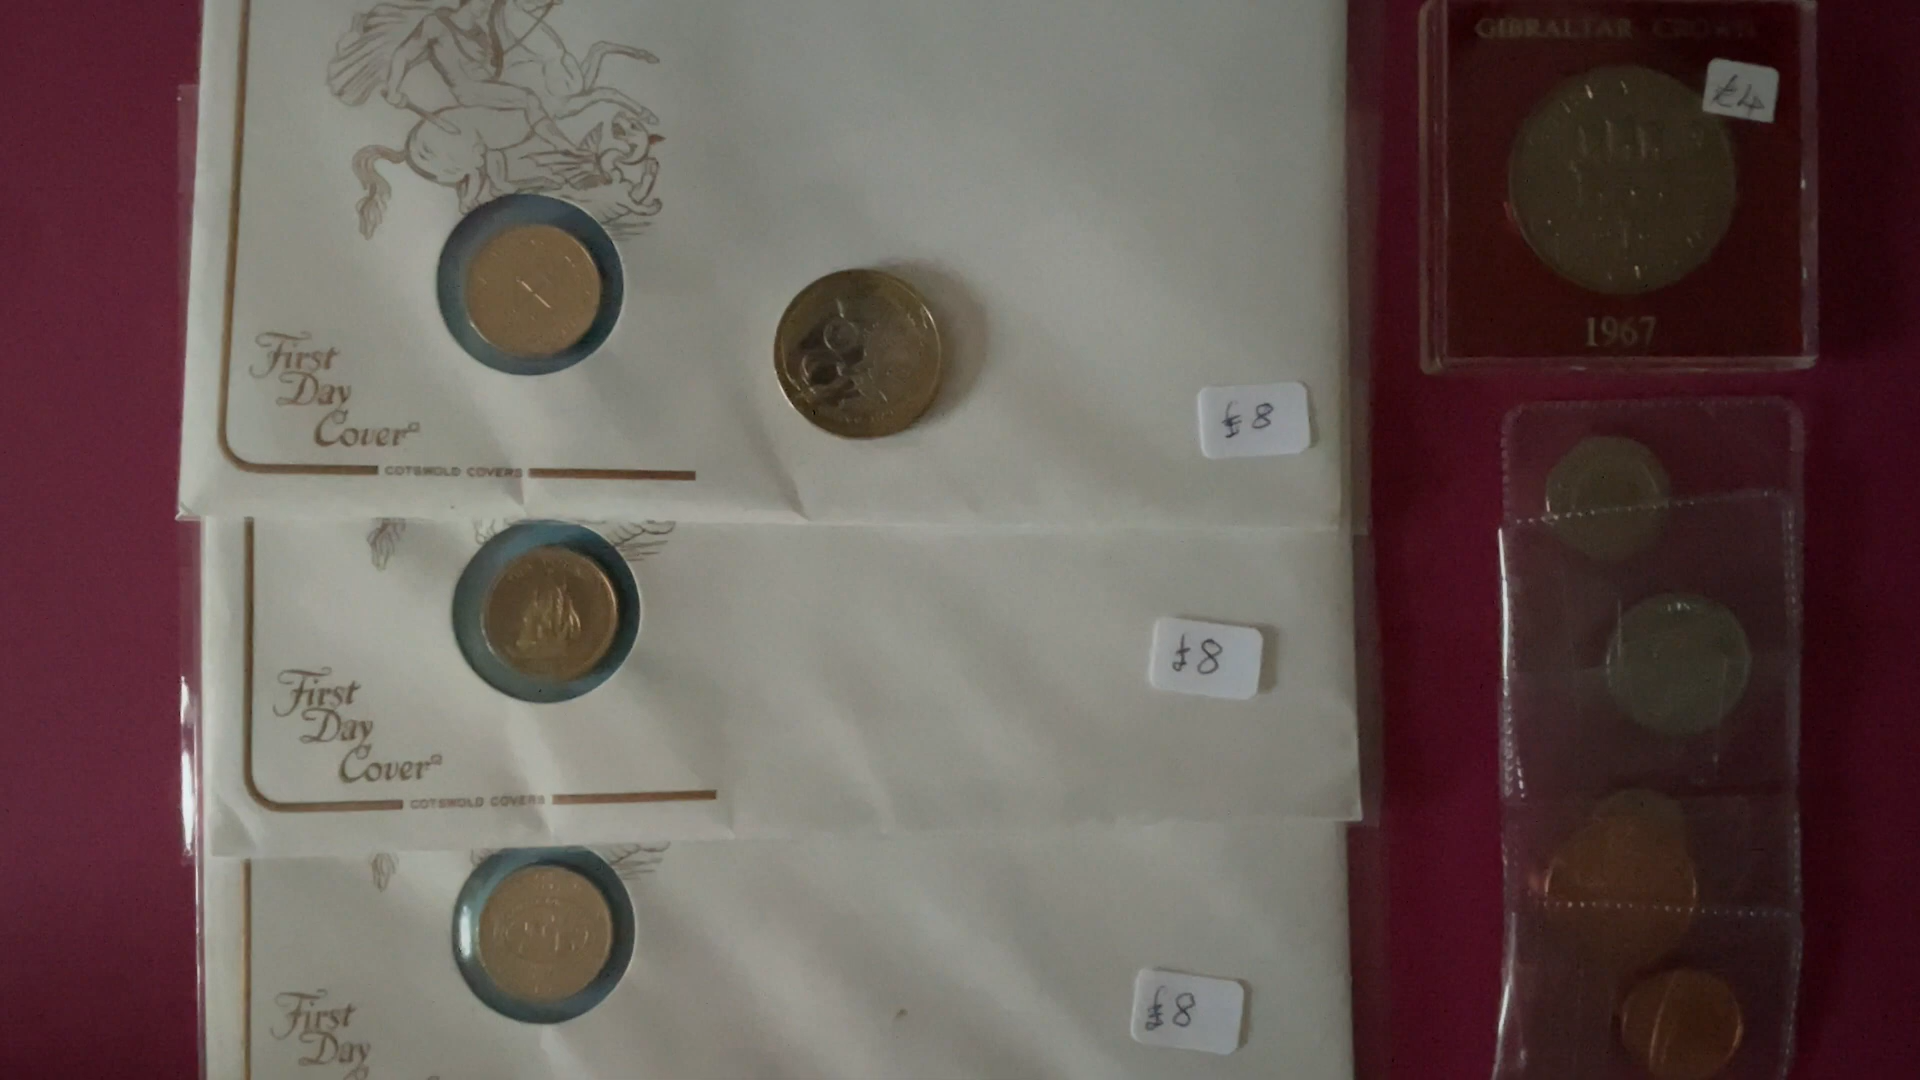 First
Day
Cover
COTSWOLD COVERS
£8
First
Day
Cover
COTSWOLD COVERS
£8
First
Day
£8
GIBRALTAR CROWN
£4
1967